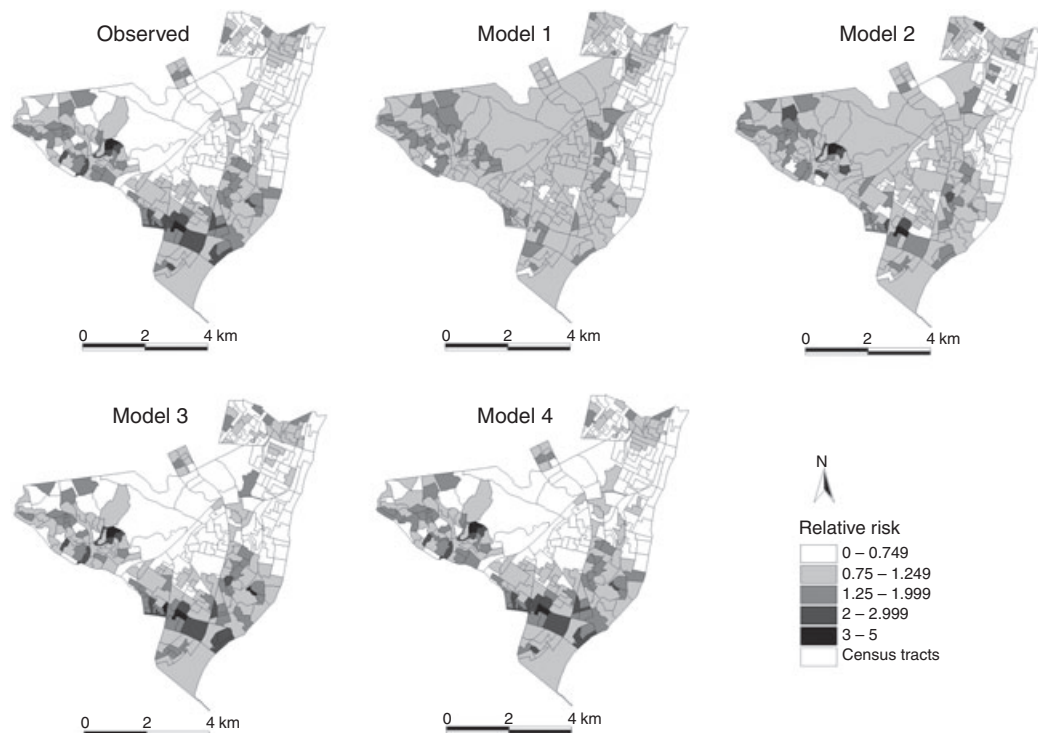 Observed
Model 1
Model 2
0 2 4 km
0 2 4 km
0 2 4 km
Model 3
Model 4
N
Relative risk
0 – 0.749
0.75 – 1.249
1.25 – 1.999
2 – 2.999
3 – 5
Census tracts
0 2 4 km
0 2 4 km